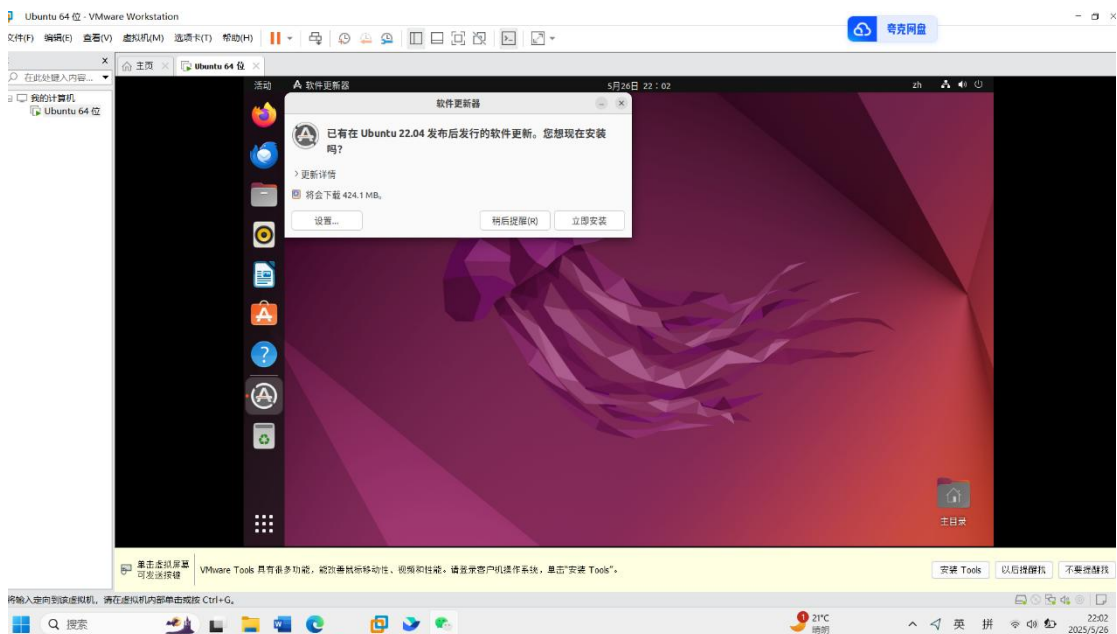 Ubuntu 64 位 - VMware Workstation
文件(F) 编辑(E) 查看(V) 虚拟机(M) 选项卡(T) 帮助(H)
夸克网盘
在此处键入内容...
主页
Ubuntu 64 位
我的计算机
Ubuntu 64 位
活动 软件更新器 5月26日 22：02 zh
软件更新器
已有在 Ubuntu 22.04 发布后发行的软件更新。您想现在安装
吗？
更新详情
将会下载 424.1 MB。
设置... 稍后提醒(R) 立即安装
主目录
单击虚拟屏幕
可发送按键
VMware Tools 具有很多功能，能改善鼠标移动性、视频和性能。请登录客户机操作系统，单击“安装 Tools”。
安装 Tools 以后提醒我 不要提醒我
将输入定向到该虚拟机，请在虚拟机内部单击或按 Ctrl+G。
搜索
1
21°C
晴朗
英 拼
22:02
2025/5/26